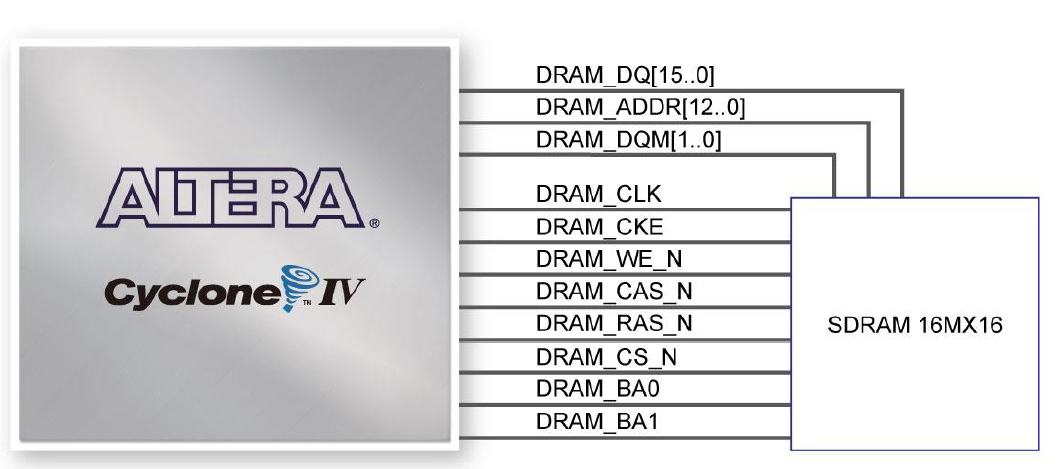 DRAM_DQ[15..0]
DRAM_ADDR[12..0]
DRAM_DQM[1..0]
DRAM_CLK
DRAM_CKE
DRAM_WE_N
DRAM_CAS_N
DRAM_RAS_N
DRAM_CS_N
DRAM_BA0
DRAM_BA1
ALTERA®
Cyclone™ IV
SDRAM 16MX16